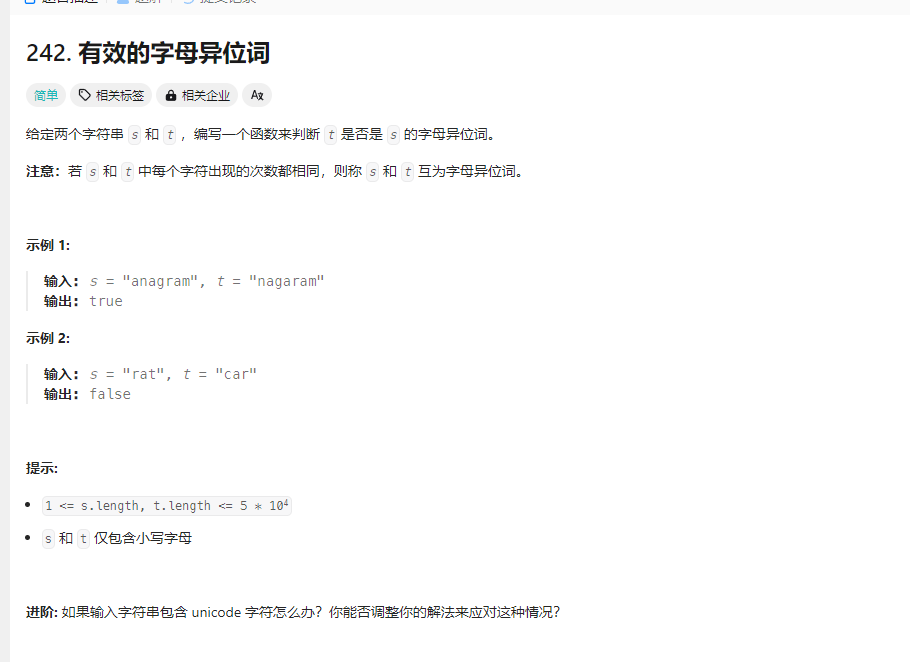 242. 有效的字母异位词
简单 相关标签 相关企业 Aズ
给定两个字符串 s 和 t ，编写一个函数来判断 t 是否是 s 的字母异位词。
注意：若 s 和 t 中每个字符出现的次数都相同，则称 s 和 t 互为字母异位词。
示例 1:
输入: s = "anagram", t = "nagaram"
输出: true
示例 2:
输入: s = "rat", t = "car"
输出: false
提示:
1 <= s.length, t.length <= 5 * 10⁴
s 和 t 仅包含小写字母
进阶: 如果输入字符串包含 unicode 字符怎么办？你能否调整你的解法来应对这种情况？